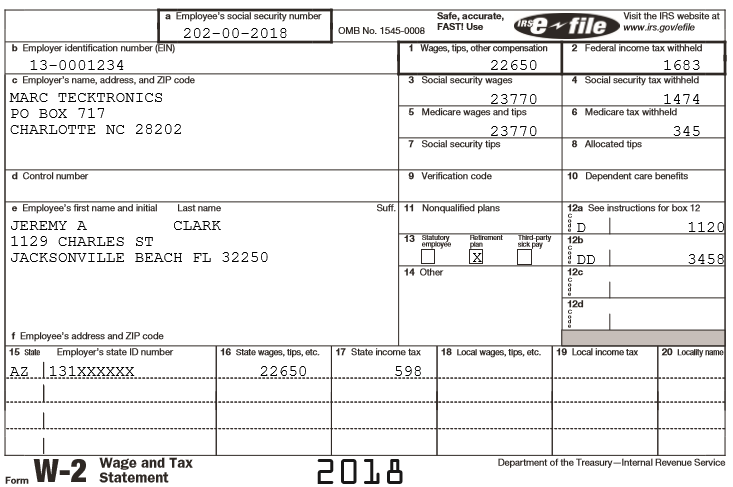 a Employee's social security number
202-00-2018
OMB No. 1545-0008
Safe, accurate,
FAST! Use
IRS e ~ file
Visit the IRS website at
www.irs.gov/efile
b Employer identification number (EIN)
13-0001234
1 Wages, tips, other compensation
22650
2 Federal income tax withheld
1683
c Employer's name, address, and ZIP code
MARC TECKTRONICS
PO BOX 717
CHARLOTTE NC 28202
3 Social security wages
23770
4 Social security tax withheld
1474
5 Medicare wages and tips
23770
6 Medicare tax withheld
345
7 Social security tips
8 Allocated tips
d Control number
9 Verification code
10 Dependent care benefits
e Employee's first name and initial Last name Suff.
JEREMY A CLARK
1129 CHARLES ST
JACKSONVILLE BEACH FL 32250
11 Nonqualified plans
12a See instructions for box 12
Code
D 1120
13 Statutory employee Retirement plan Third-party sick pay
X
12b
Code
DD 3458
14 Other
12c
Code
12d
Code
f Employee's address and ZIP code
15 State Employer's state ID number 16 State wages, tips, etc. 17 State income tax 18 Local wages, tips, etc. 19 Local income tax 20 Locality name
AZ 131XXXXXX 22650 598
Form W-2 Wage and Tax
Statement
2018
Department of the Treasury—Internal Revenue Service